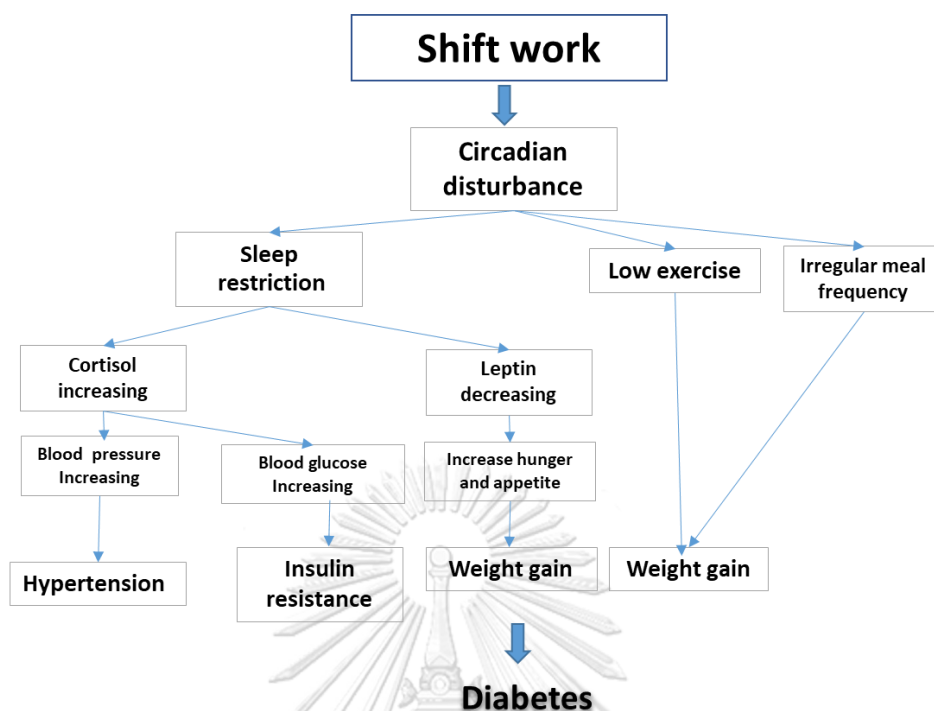 Shift work
Circadian
disturbance
Sleep
restriction
Low exercise
Irregular meal
frequency
Cortisol
increasing
Leptin
decreasing
Blood pressure
Increasing
Blood glucose
Increasing
Increase hunger
and appetite
Hypertension
Insulin
resistance
Weight gain
Weight gain
Diabetes